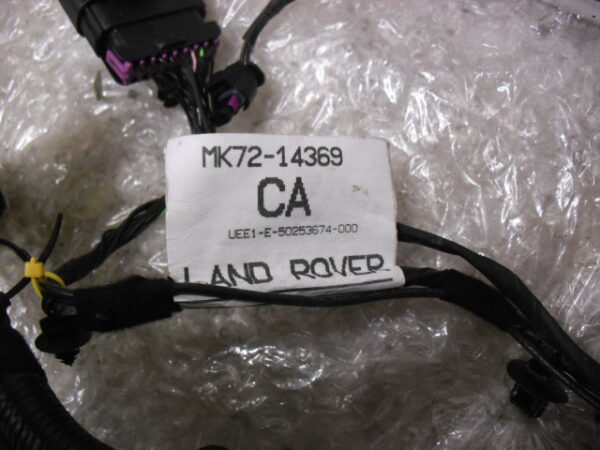 MK72-14369
CA
UEE1-E-50253674-000
LAND ROVER